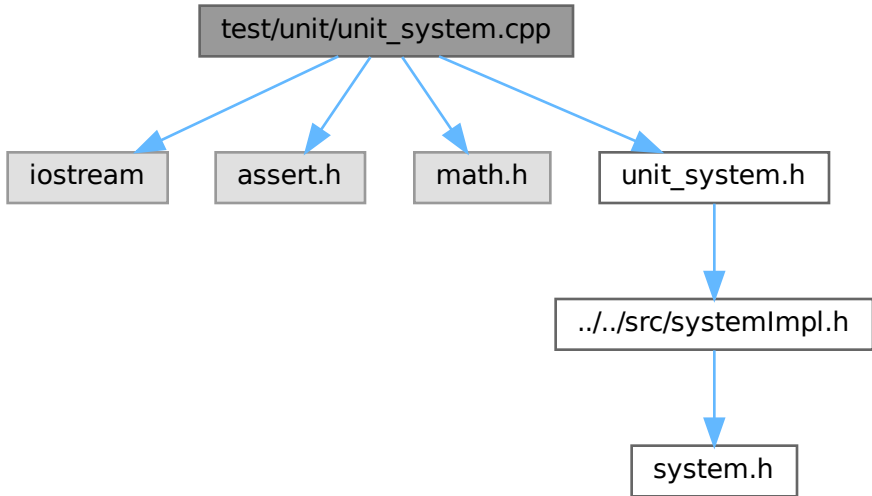 test/unit/unit_system.cpp
iostream
assert.h
math.h
unit_system.h
../../src/systemImpl.h
system.h